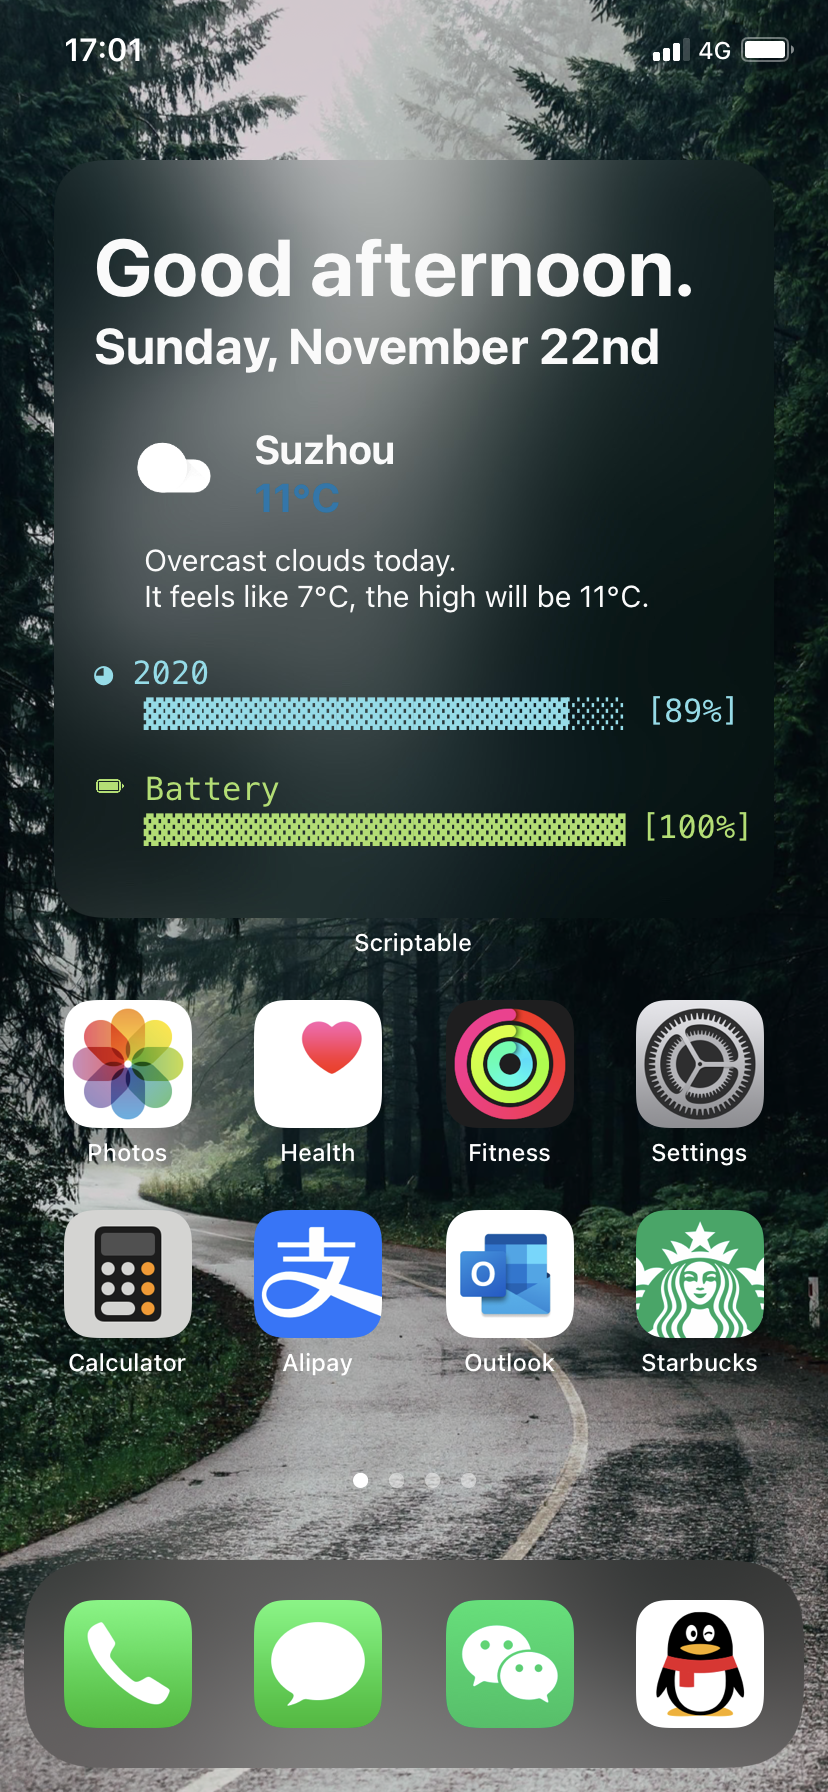 17:01 4G
Good afternoon.
Sunday, November 22nd
Suzhou
11°C
Overcast clouds today.
It feels like 7°C, the high will be 11°C.
2020
[89%]
Battery
[100%]
Scriptable
Photos Health Fitness Settings
支 O
Calculator Alipay Outlook Starbucks